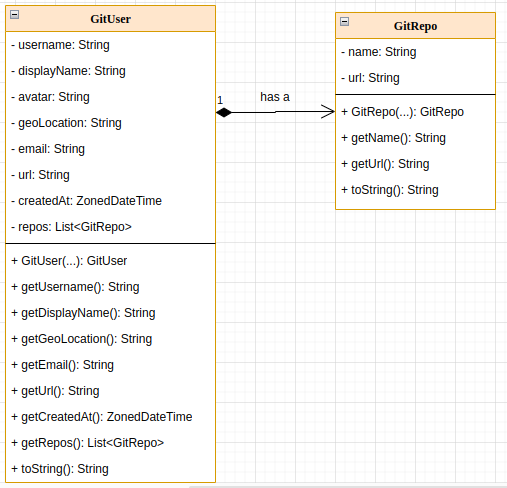 GitUser
- username: String
- displayName: String
- avatar: String
- geoLocation: String
- email: String
- url: String
- createdAt: ZonedDateTime
- repos: List<GitRepo>
+ GitUser(...): GitUser
+ getUsername(): String
+ getDisplayName(): String
+ getGeoLocation(): String
+ getEmail(): String
+ getUrl(): String
+ getCreatedAt(): ZonedDateTime
+ getRepos(): List<GitRepo>
+ toString(): String
1
has a
GitRepo
- name: String
- url: String
+ GitRepo(...): GitRepo
+ getName(): String
+ getUrl(): String
+ toString(): String